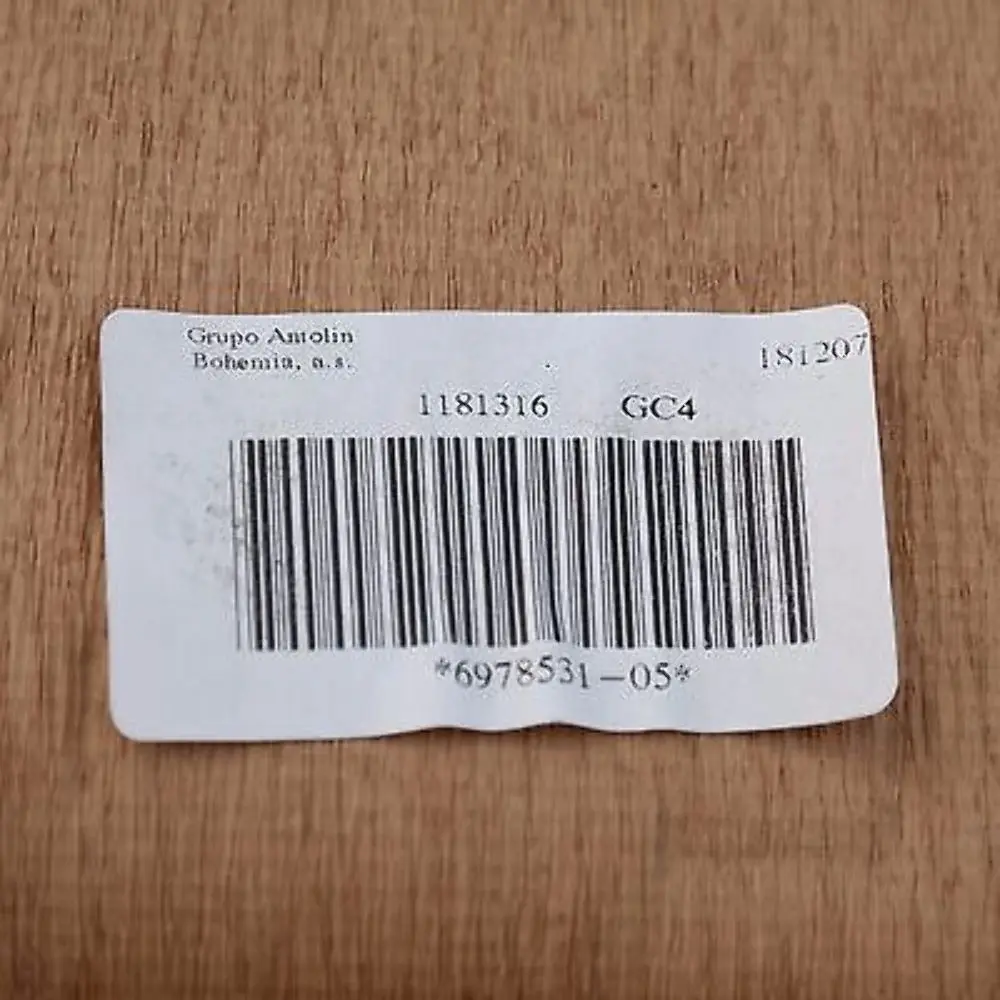 Grupo Antolin
Bohemia, a.s.
181207
1181316 GC4
*6978531-05*